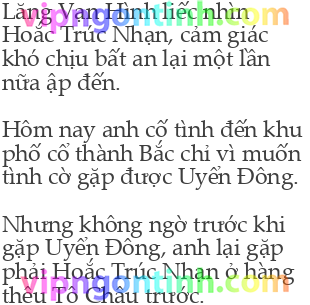 Lăng Vạn Hình liếc nhìn
Hoắc Trúc Nhạn, cảm giác
khó chịu bất an lại một lần
nữa ập đến.
Hôm nay anh cố tình đến khu
phố cổ thành Bắc chỉ vì muốn
tình cờ gặp được Uyển Đông.
Nhưng không ngờ trước khi
gặp Uyển Đông, anh lại gặp
phải Hoắc Trúc Nhạn ở hàng
thêu Tô Châu trước.
vipngontinh.com
vipngontinh.com